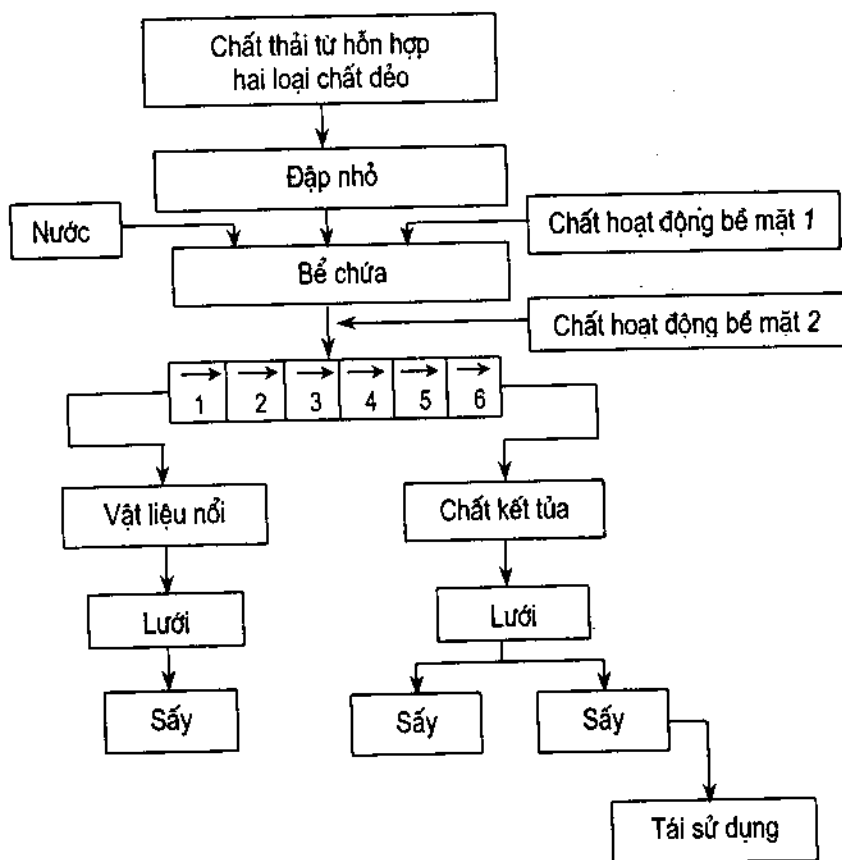 Chất thải từ hỗn hợp
hai loại chất dẻo
Đập nhỏ
Nước
Chất hoạt động bề mặt 1
Bể chứa
Chất hoạt động bề mặt 2
1 2 3 4 5 6
Vật liệu nổi
Chất kết tủa
Lưới
Lưới
Sấy
Sấy
Sấy
Tái sử dụng